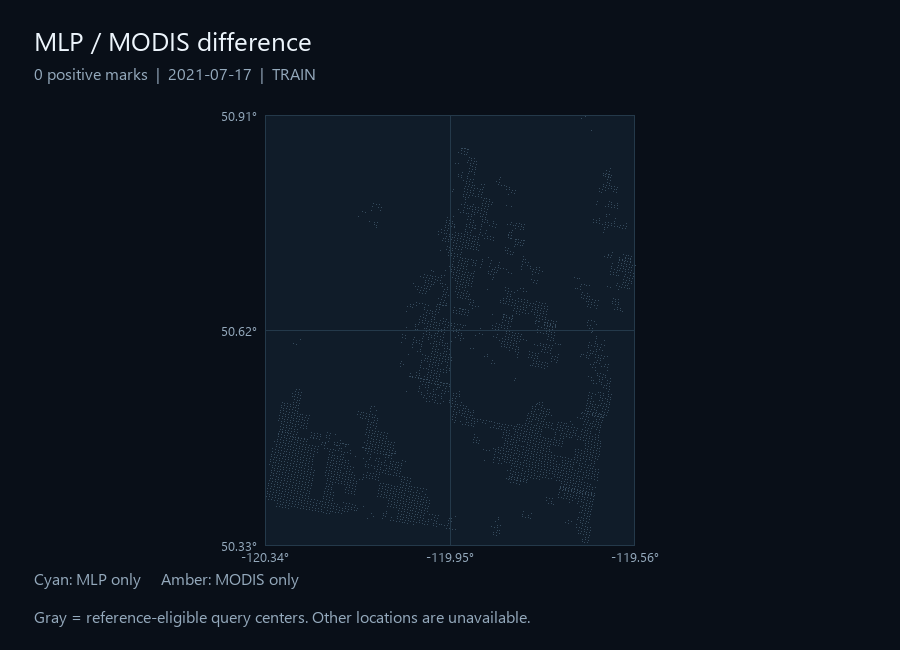 MLP / MODIS difference
0 positive marks | 2021-07-17 | TRAIN
50.91°
50.62°
50.33°
-120.34° -119.95° -119.56°
Cyan: MLP only Amber: MODIS only
Gray = reference-eligible query centers. Other locations are unavailable.